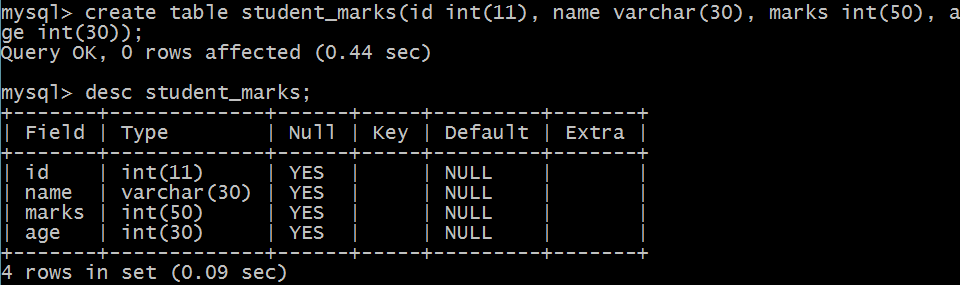 mysql> create table student_marks(id int(11), name varchar(30), marks int(50), a
ge int(30));
Query OK, 0 rows affected (0.44 sec)

mysql> desc student_marks;
+-------+-------------+------+-----+---------+-------+
| Field | Type        | Null | Key | Default | Extra |
+-------+-------------+------+-----+---------+-------+
| id    | int(11)     | YES  |     | NULL    |       |
| name  | varchar(30) | YES  |     | NULL    |       |
| marks | int(50)     | YES  |     | NULL    |       |
| age   | int(30)     | YES  |     | NULL    |       |
+-------+-------------+------+-----+---------+-------+
4 rows in set (0.09 sec)